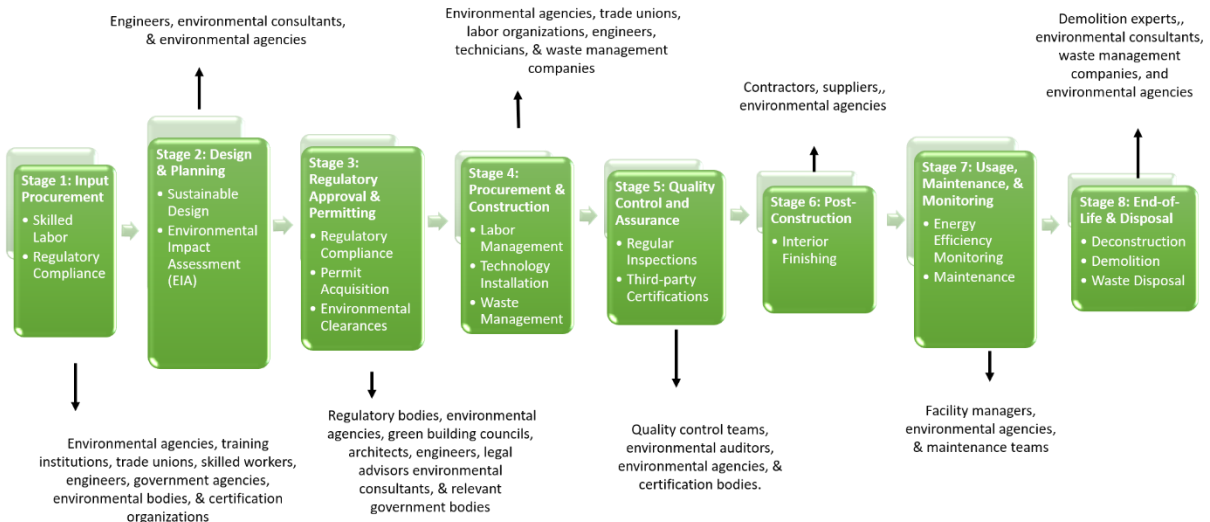 Engineers, environmental consultants,
& environmental agencies
Environmental agencies, trade unions,
labor organizations, engineers,
technicians, & waste management
companies
Contractors, suppliers,,
environmental agencies
Demolition experts,,
environmental consultants,
waste management
companies, and
environmental agencies
Stage 1: Input
Procurement
• Skilled
Labor
• Regulatory
Compliance
Stage 2: Design
& Planning
• Sustainable
Design
• Environmental
Impact
Assessment
(EIA)
Stage 3:
Regulatory
Approval &
Permitting
• Regulatory
Compliance
• Permit
Acquisition
• Environmental
Clearances
Stage 4:
Procurement &
Construction
• Labor
Management
• Technology
Installation
• Waste
Management
Stage 5: Quality
Control and
Assurance
• Regular
Inspections
• Third-party
Certifications
Stage 6: Post-
Construction
• Interior
Finishing
Stage 7: Usage,
Maintenance, &
Monitoring
• Energy
Efficiency
Monitoring
• Maintenance
Stage 8: End-of-
Life & Disposal
• Deconstruction
• Demolition
• Waste Disposal
Environmental agencies, training
institutions, trade unions, skilled workers,
engineers, government agencies,
environmental bodies, & certification
organizations
Regulatory bodies, environmental
agencies, green building councils,
architects, engineers, legal
advisors environmental
consultants, & relevant
government bodies
Quality control teams,
environmental auditors,
environmental agencies, &
certification bodies.
Facility managers,
environmental agencies,
& maintenance teams